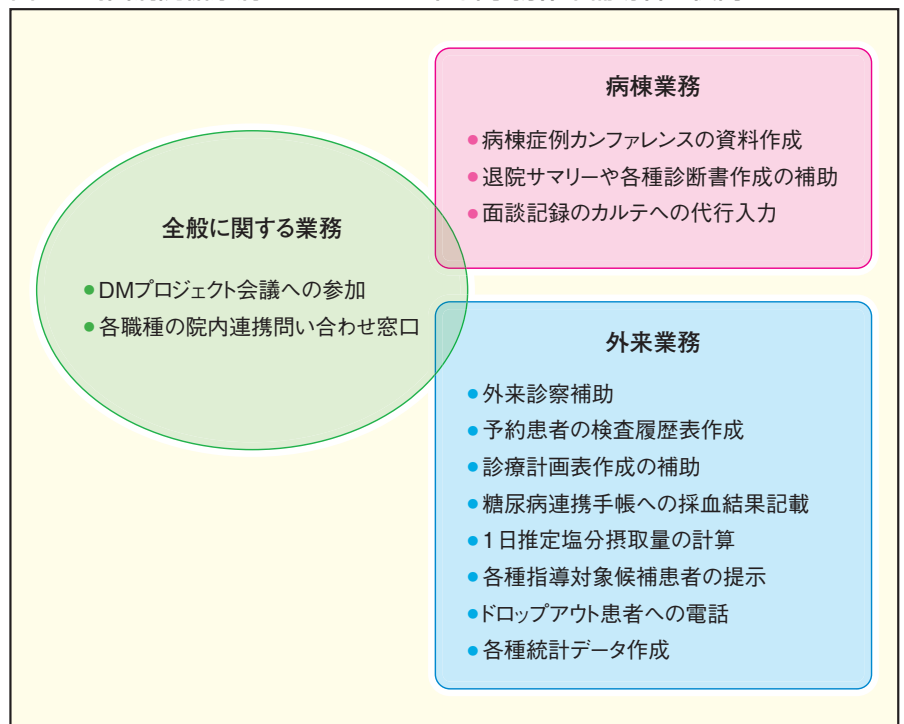 全般に関する業務
●DMプロジェクト会議への参加
●各職種の院内連携問い合わせ窓口
病棟業務
●病棟症例カンファレンスの資料作成
●退院サマリーや各種診断書作成の補助
●面談記録のカルテへの代行入力
外来業務
●外来診察補助
●予約患者の検査履歴表作成
●診療計画表作成の補助
●糖尿病連携手帳への採血結果記載
●1日推定塩分摂取量の計算
●各種指導対象候補患者の提示
●ドロップアウト患者への電話
●各種統計データ作成